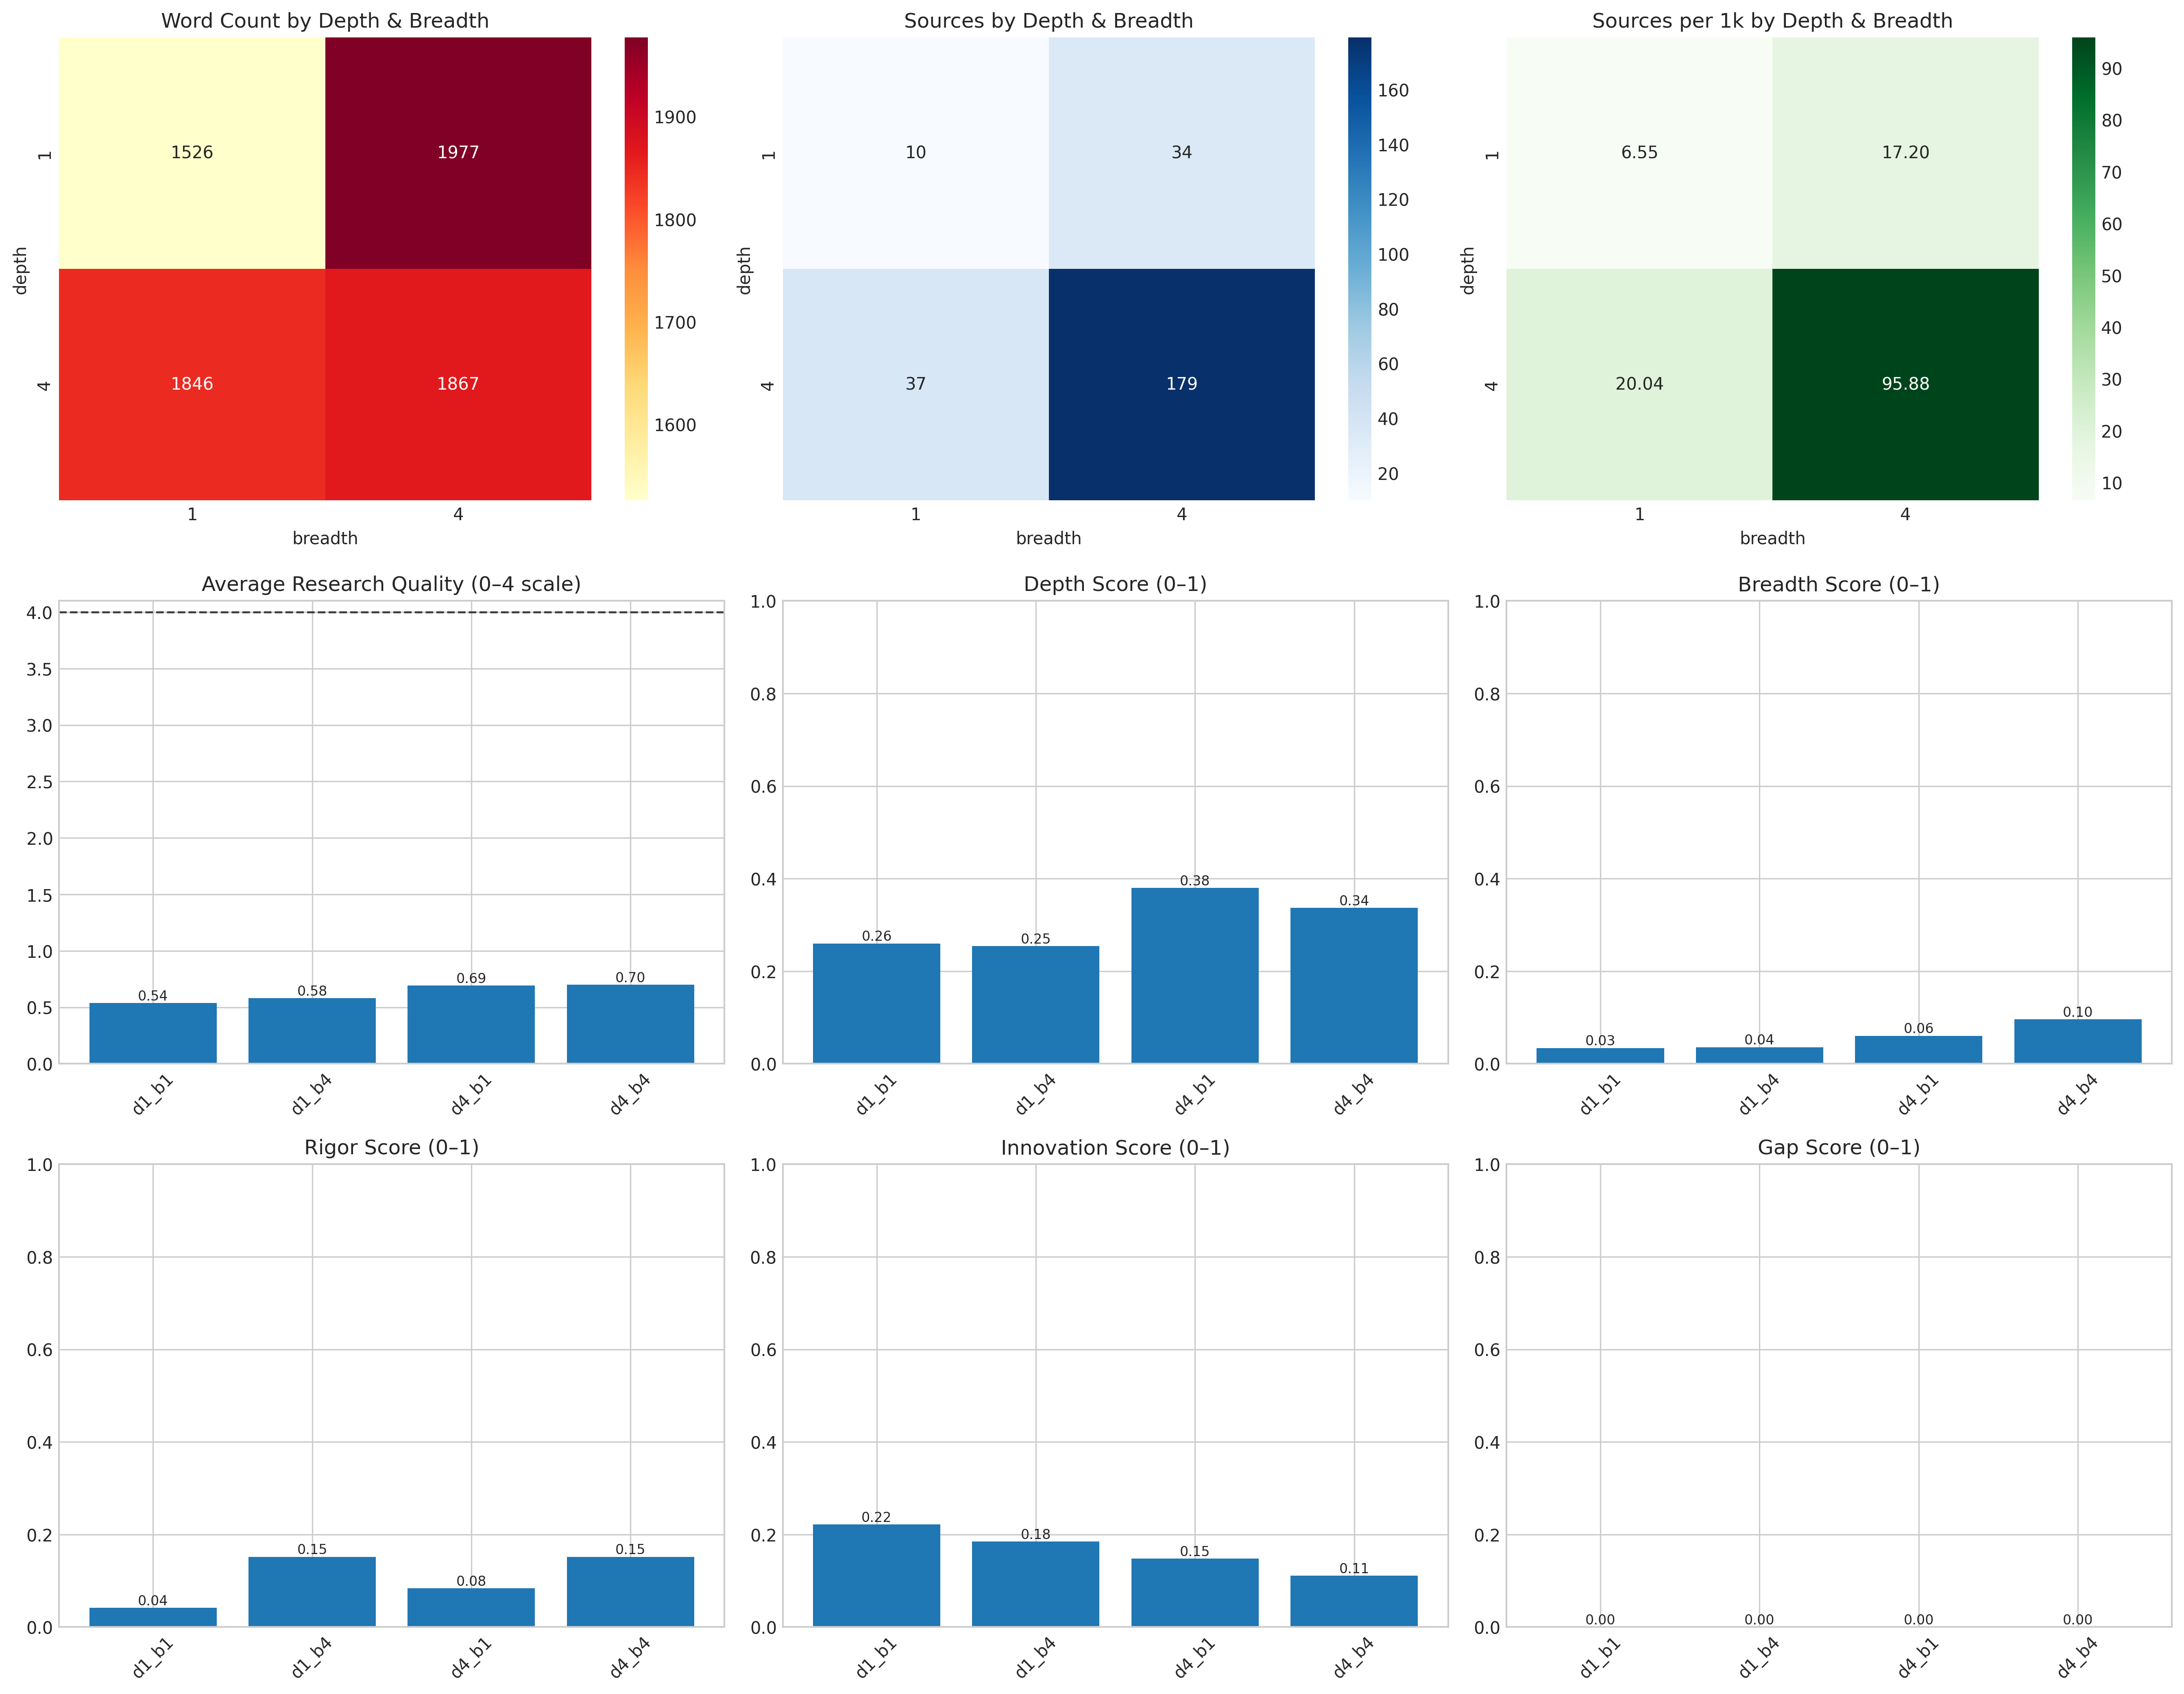 Word Count by Depth & Breadth
1526 1977
1846 1867
1
4
depth
1 4
breadth
1900
1800
1700
1600
Sources by Depth & Breadth
10 34
37 179
1
4
depth
1 4
breadth
160
140
120
100
80
60
40
20
Sources per 1k by Depth & Breadth
6.55 17.20
20.04 95.88
1
4
depth
1 4
breadth
90
80
70
60
50
40
30
20
10
Average Research Quality (0–4 scale)
4.0
3.5
3.0
2.5
2.0
1.5
1.0
0.5
0.0
0.54 0.58 0.69 0.70
d1_b1 d1_b4 d4_b1 d4_b4
Depth Score (0–1)
1.0
0.8
0.6
0.4
0.2
0.0
0.26 0.25 0.38 0.34
d1_b1 d1_b4 d4_b1 d4_b4
Breadth Score (0–1)
1.0
0.8
0.6
0.4
0.2
0.0
0.03 0.04 0.06 0.10
d1_b1 d1_b4 d4_b1 d4_b4
Rigor Score (0–1)
1.0
0.8
0.6
0.4
0.2
0.0
0.04 0.15 0.08 0.15
d1_b1 d1_b4 d4_b1 d4_b4
Innovation Score (0–1)
1.0
0.8
0.6
0.4
0.2
0.0
0.22 0.18 0.15 0.11
d1_b1 d1_b4 d4_b1 d4_b4
Gap Score (0–1)
1.0
0.8
0.6
0.4
0.2
0.0
0.00 0.00 0.00 0.00
d1_b1 d1_b4 d4_b1 d4_b4